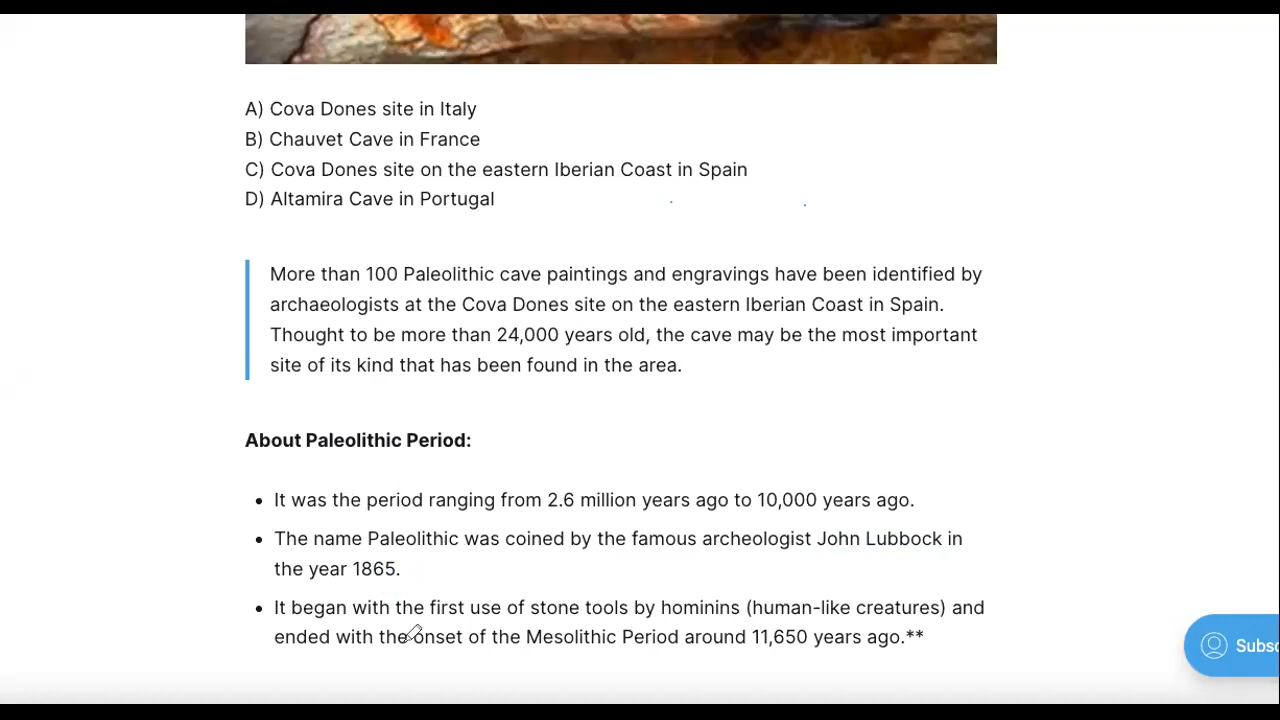 A) Cova Dones site in Italy
B) Chauvet Cave in France
C) Cova Dones site on the eastern Iberian Coast in Spain
D) Altamira Cave in Portugal
More than 100 Paleolithic cave paintings and engravings have been identified by
archaeologists at the Cova Dones site on the eastern Iberian Coast in Spain.
Thought to be more than 24,000 years old, the cave may be the most important
site of its kind that has been found in the area.
About Paleolithic Period:
• It was the period ranging from 2.6 million years ago to 10,000 years ago.
• The name Paleolithic was coined by the famous archeologist John Lubbock in
the year 1865.
• It began with the first use of stone tools by hominins (human-like creatures) and
ended with the onset of the Mesolithic Period around 11,650 years ago.**
Subsc